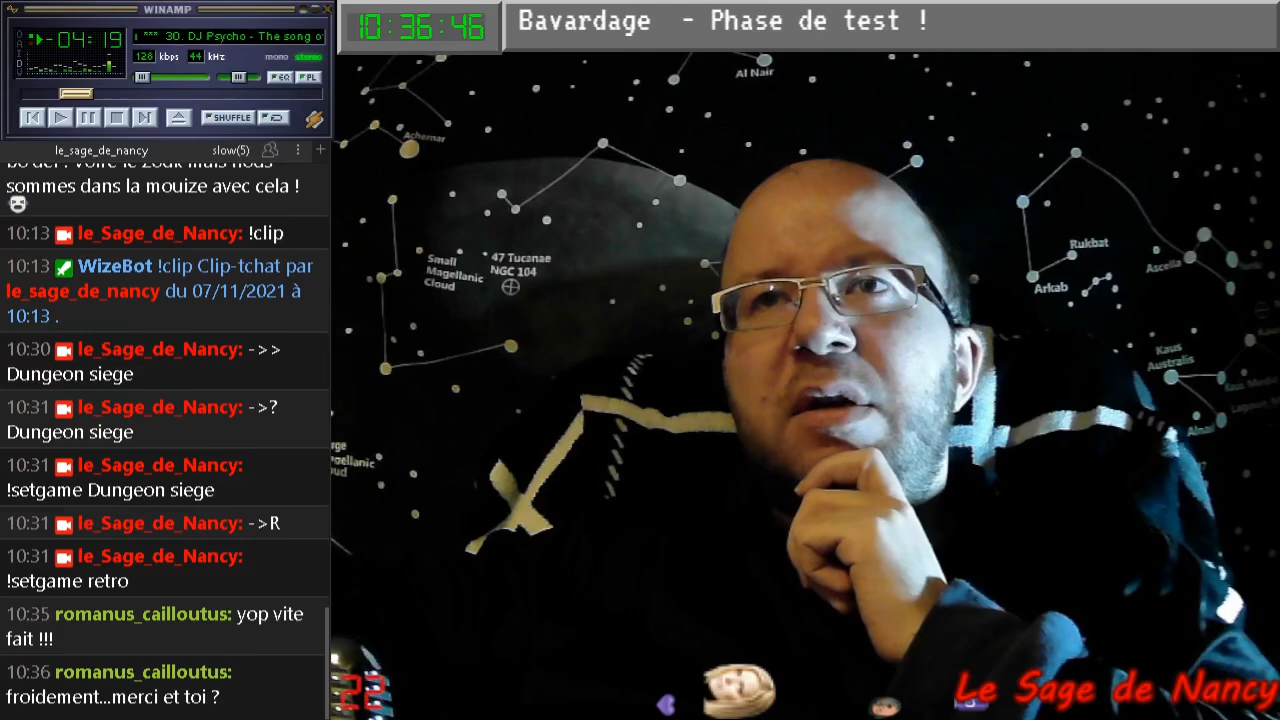 WINAMP
04:19
*** 30. DJ Psycho - The song of
128 kbps 44 kHz mono stereo
EQ PL
SHUFFLE
le_sage_de_nancy slow(5)
sommes dans la mouize avec cela !
10:13 le_Sage_de_Nancy: !clip
10:13 WizeBot !clip Clip-tchat par
le_sage_de_nancy du 07/11/2021 à
10:13 .
10:30 le_Sage_de_Nancy: ->>
Dungeon siege
10:31 le_Sage_de_Nancy: ->?
Dungeon siege
10:31 le_Sage_de_Nancy:
!setgame Dungeon siege
10:31 le_Sage_de_Nancy: ->R
10:31 le_Sage_de_Nancy:
!setgame retro
10:35 romanus_cailloutus: yop vite
fait !!!
10:36 romanus_cailloutus:
froidement...merci et toi ?
10:36:46
Bavardage - Phase de test !
Al Nair
Achernar
Small
Magellanic
Cloud
47 Tucanae
NGC 104
Rukbat
Arkab
Ascella
Kaus
Australis
22
Le Sage de Nancy